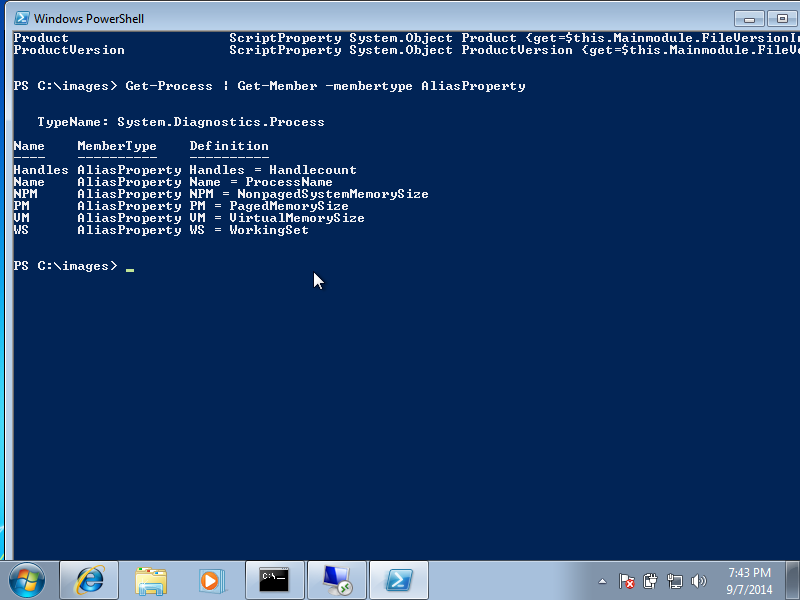 Windows PowerShell
Product ScriptProperty System.Object Product {get=$this.Mainmodule.FileVersionIn
ProductVersion ScriptProperty System.Object ProductVersion {get=$this.Mainmodule.FileV
PS C:\images> Get-Process | Get-Member -membertype AliasProperty
TypeName: System.Diagnostics.Process
Name MemberType Definition
---- ---------- ----------
Handles AliasProperty Handles = Handlecount
Name AliasProperty Name = ProcessName
NPM AliasProperty NPM = NonpagedSystemMemorySize
PM AliasProperty PM = PagedMemorySize
VM AliasProperty VM = VirtualMemorySize
WS AliasProperty WS = WorkingSet
PS C:\images> _
C:\_
7:43 PM
9/7/2014